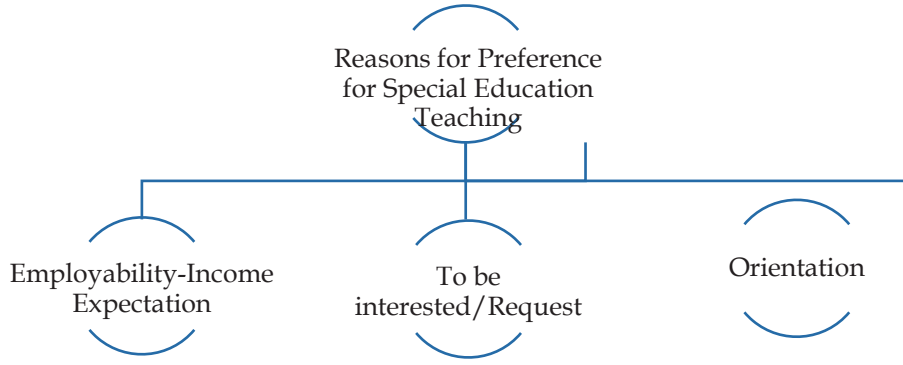 Reasons for Preference
for Special Education
Teaching
Employability-Income
Expectation
To be
interested/Request
Orientation